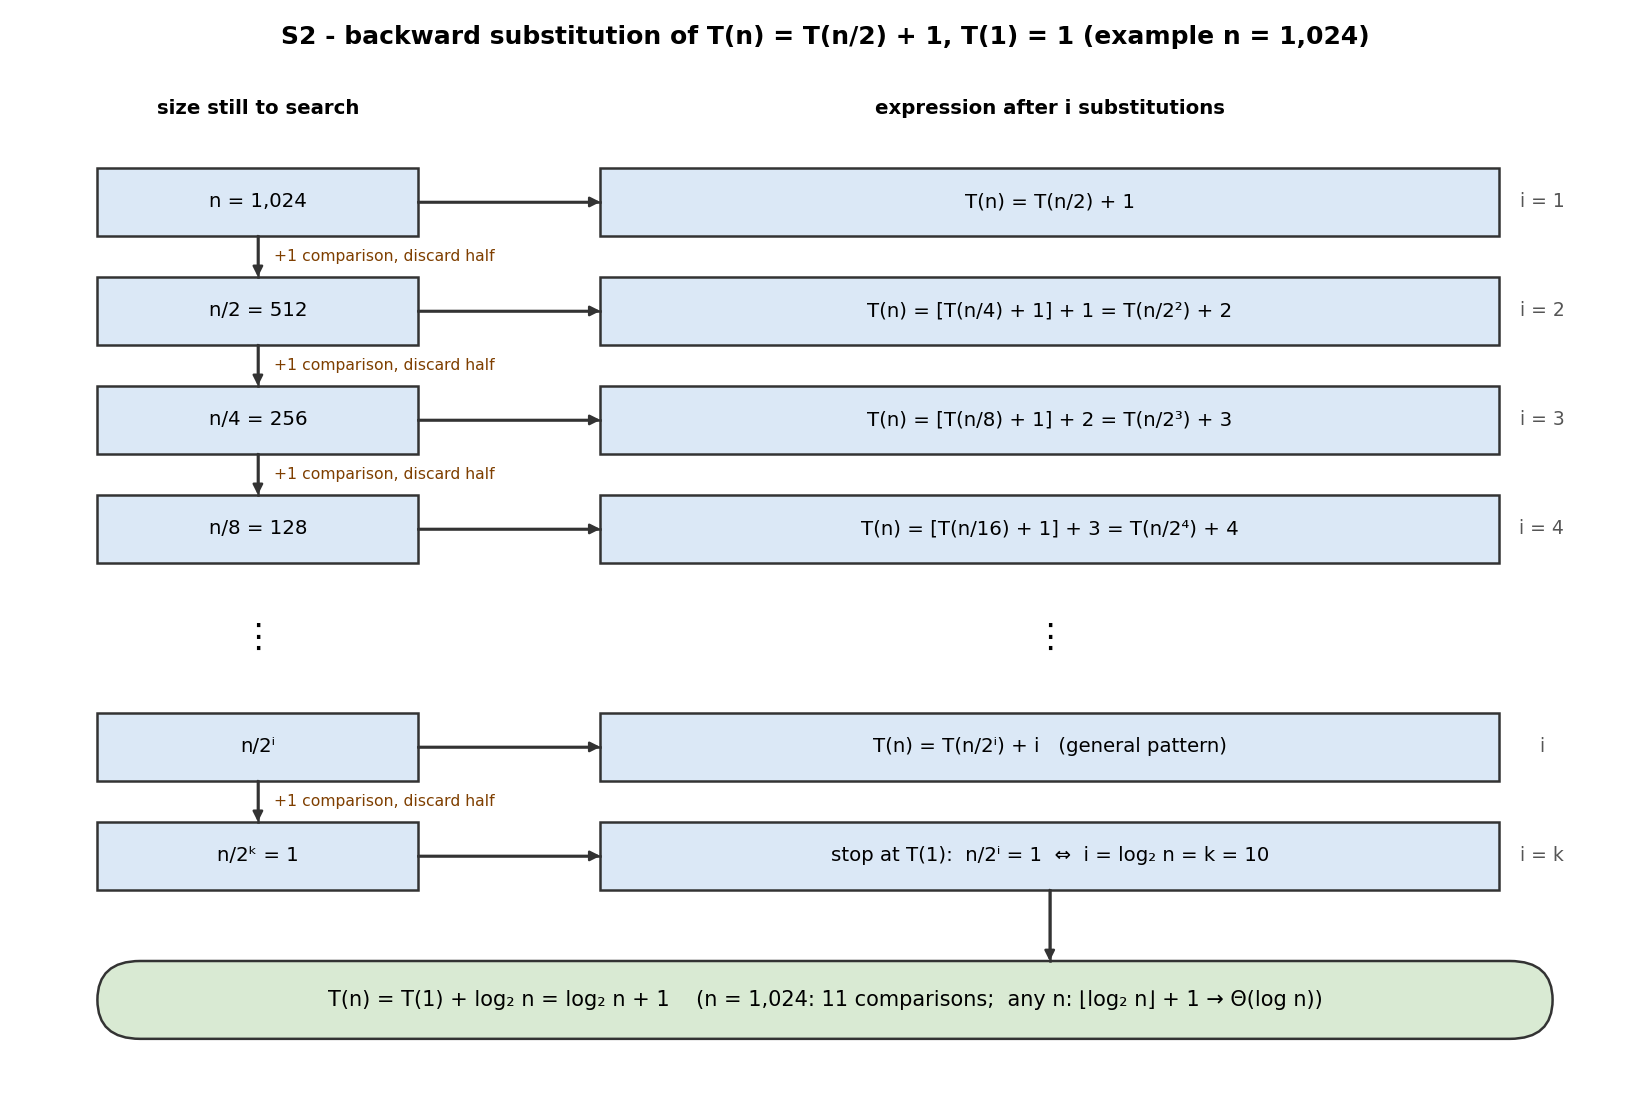 S2 - backward substitution of T(n) = T(n/2) + 1, T(1) = 1 (example n = 1,024)
size still to search
expression after i substitutions
n = 1,024
T(n) = T(n/2) + 1
i = 1
+1 comparison, discard half
n/2 = 512
T(n) = [T(n/4) + 1] + 1 = T(n/2²) + 2
i = 2
+1 comparison, discard half
n/4 = 256
T(n) = [T(n/8) + 1] + 2 = T(n/2³) + 3
i = 3
+1 comparison, discard half
n/8 = 128
T(n) = [T(n/16) + 1] + 3 = T(n/2⁴) + 4
i = 4
⋮
⋮
n/2ⁱ
T(n) = T(n/2ⁱ) + i   (general pattern)
i
+1 comparison, discard half
n/2ᵏ = 1
stop at T(1):  n/2ⁱ = 1  ⇔  i = log₂ n = k = 10
i = k
T(n) = T(1) + log₂ n = log₂ n + 1    (n = 1,024: 11 comparisons;  any n: ⌊log₂ n⌋ + 1 → Θ(log n))